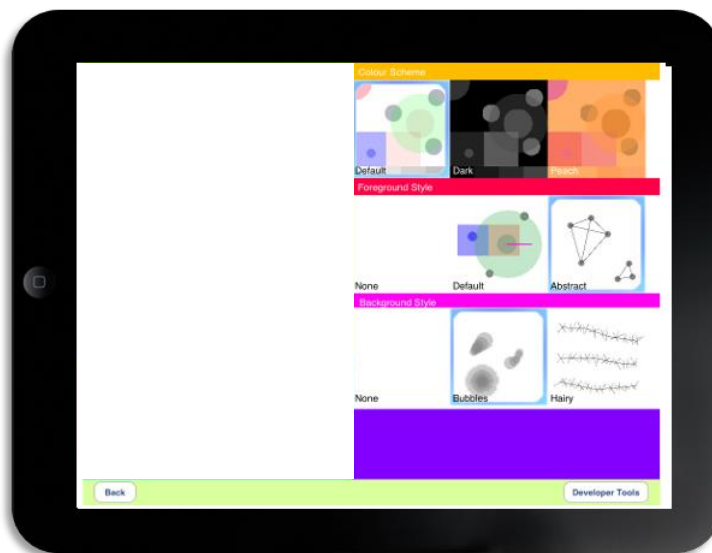 Colour Scheme
Default Dark Peach
Foreground Style
None Default Abstract
Background Style
None Bubbles Hairy
Back Developer Tools